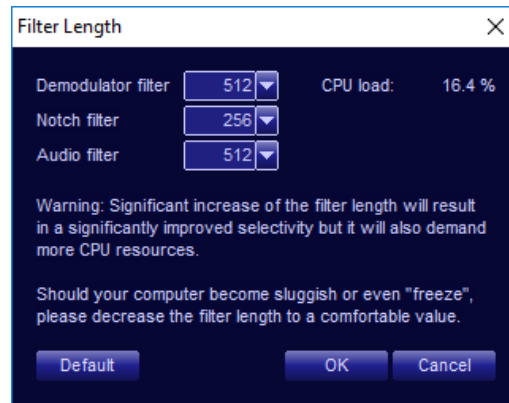 Filter Length
Demodulator filter 512 CPU load: 16.4 %
Notch filter 256
Audio filter 512
Warning: Significant increase of the filter length will result
in a significantly improved selectivity but it will also demand
more CPU resources.
Should your computer become sluggish or even "freeze",
please decrease the filter length to a comfortable value.
Default OK Cancel